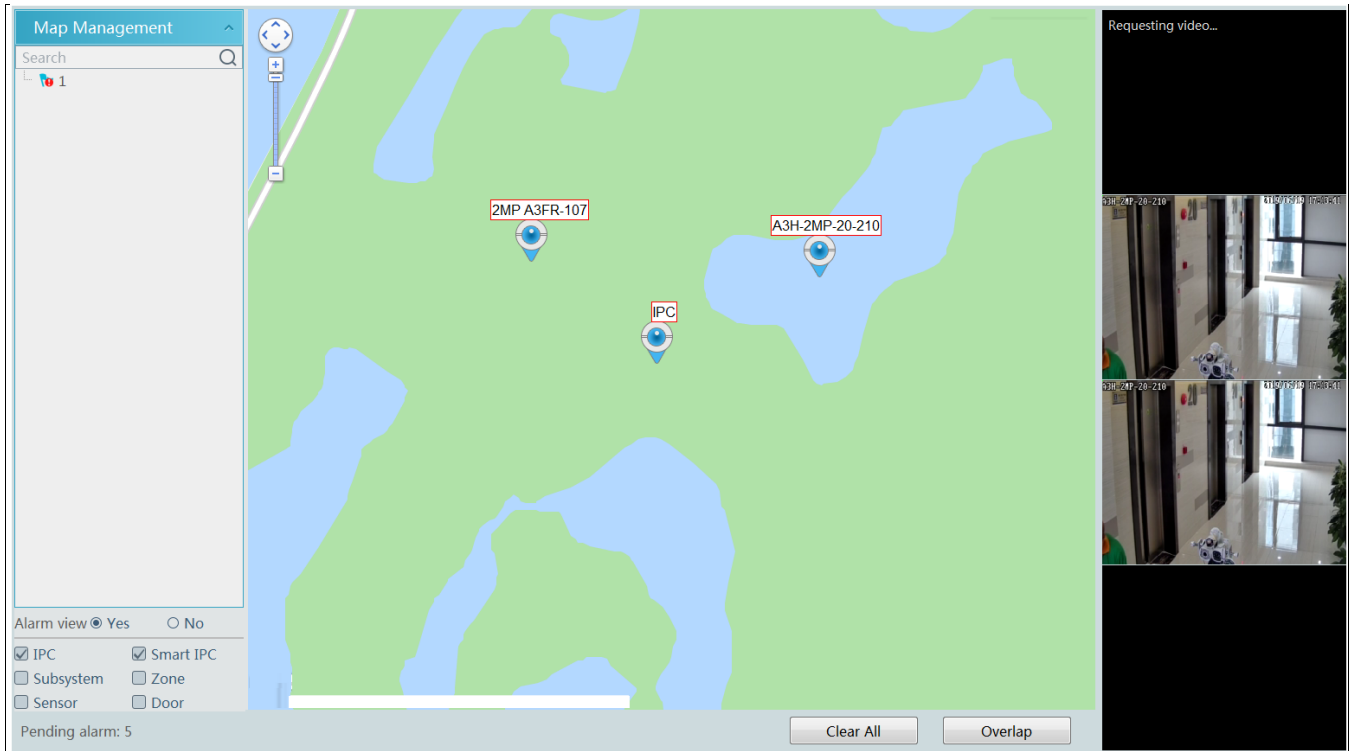 Map Management
Search
1
Alarm view Yes No
IPC Smart IPC
Subsystem Zone
Sensor Door
Pending alarm: 5
2MP A3FR-107
A3H-2MP-20-210
IPC
Clear All Overlap
Requesting video...
A3H-2MP-20-210
20
A3H-2MP-20-210
20